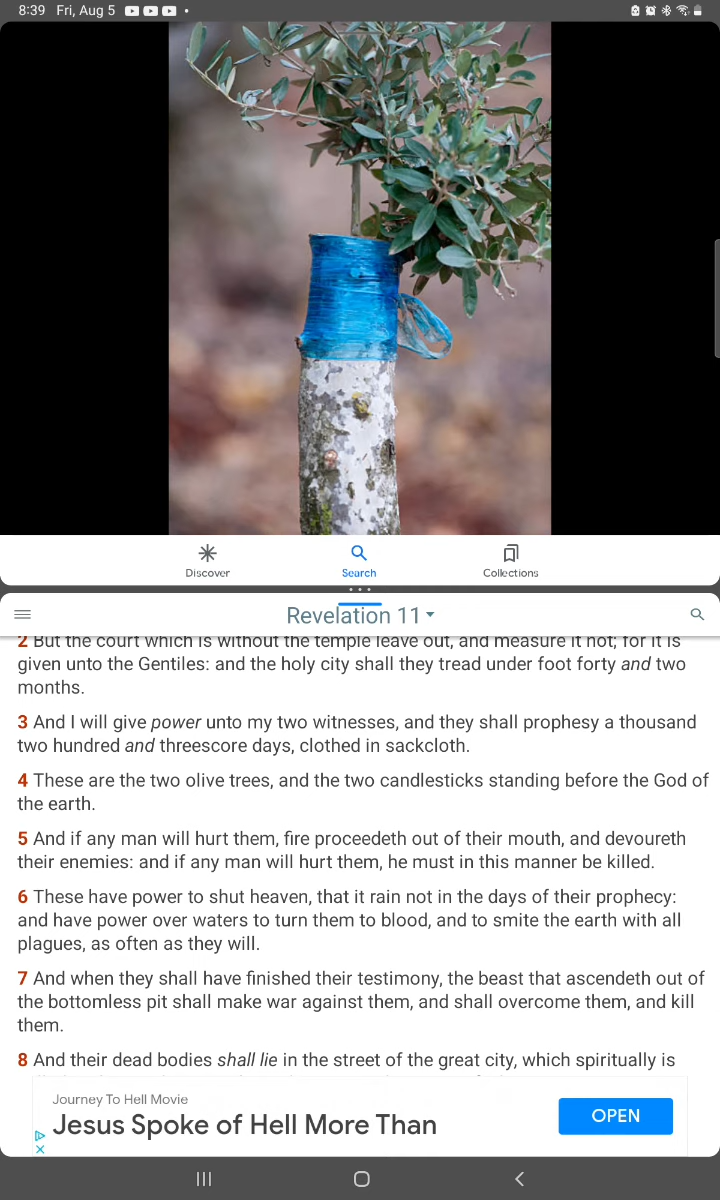 8:39 Fri, Aug 5
Discover
Search
Collections
Revelation 11
2 But the court which is without the temple leave out, and measure it not; for it is
given unto the Gentiles: and the holy city shall they tread under foot forty and two
months.
3 And I will give power unto my two witnesses, and they shall prophesy a thousand
two hundred and threescore days, clothed in sackcloth.
4 These are the two olive trees, and the two candlesticks standing before the God of
the earth.
5 And if any man will hurt them, fire proceedeth out of their mouth, and devoureth
their enemies: and if any man will hurt them, he must in this manner be killed.
6 These have power to shut heaven, that it rain not in the days of their prophecy:
and have power over waters to turn them to blood, and to smite the earth with all
plagues, as often as they will.
7 And when they shall have finished their testimony, the beast that ascendeth out of
the bottomless pit shall make war against them, and shall overcome them, and kill
them.
8 And their dead bodies shall lie in the street of the great city, which spiritually is
Journey To Hell Movie
Jesus Spoke of Hell More Than
OPEN